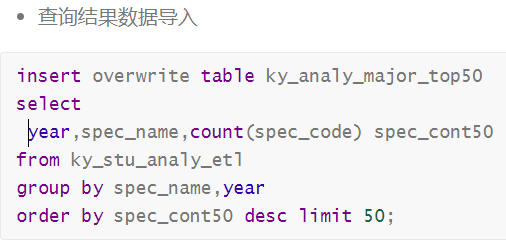 查询结果数据导入
insert overwrite table ky_analy_major_top50
select
year,spec_name,count(spec_code) spec_cont50
from ky_stu_analy_etl
group by spec_name,year
order by spec_cont50 desc limit 50;